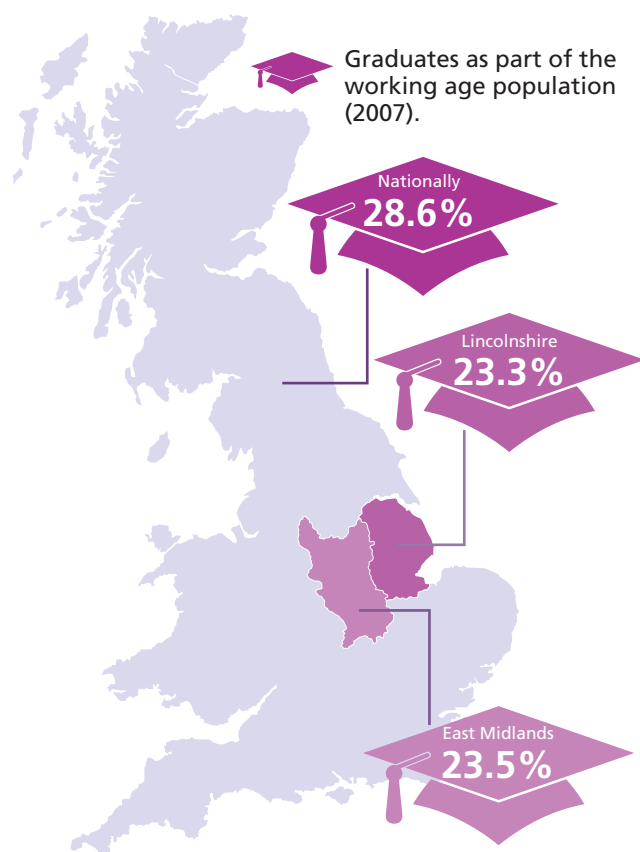 Graduates as part of the
working age population
(2007).
Nationally
28.6%
Lincolnshire
23.3%
East Midlands
23.5%